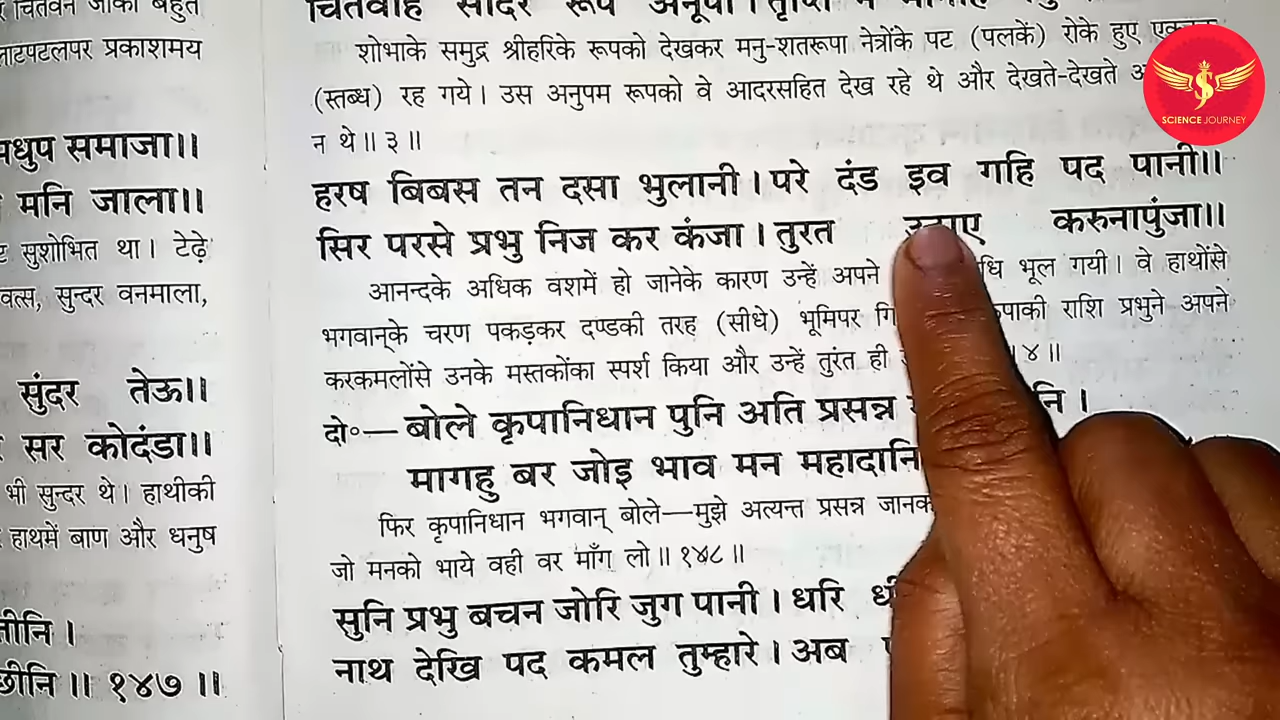 चितवन जाकी बहुत
प्रकाशमय
मधुप समाजा॥
मनि जाला॥
सुशोभित था। टेढ़े
सुन्दर वनमाला,
सुंदर तेऊ॥
सर कोदंडा॥
भी सुन्दर थे। हाथीकी
हाथमें बाण और धनुष
१४७ ॥
चितवहिं सादर रूप अनूपा।
शोभाके समुद्र श्रीहरिके रूपको देखकर मनु-शतरूपा नेत्रोंके पट (पलकें) रोके हुए
(स्तब्ध) रह गये। उस अनुपम रूपको वे आदरसहित देख रहे थे और देखते-देखते
न थे॥३॥
हरष बिबस तन दसा भुलानी। परे दंड इव गहि पद पानी॥
सिर परसे प्रभु निज कर कंजा। तुरत उठाए करुनापुंजा॥
आनन्दके अधिक वशमें हो जानेके कारण उन्हें अपने भूल गयी। वे हाथोंसे
भगवान्‌के चरण पकड़कर दण्डकी तरह (सीधे) भूमिपर राशि प्रभुने अपने
करकमलोंसे उनके मस्तकोंका स्पर्श किया और उन्हें तुरंत ही ॥४॥
दो०—बोले कृपानिधान पुनि अति प्रसन्न
मागहु बर जोइ भाव मन
फिर कृपानिधान भगवान् बोले—मुझे अत्यन्त प्रसन्न
जो मनको भाये वही वर माँग लो॥१४८॥
सुनि प्रभु बचन जोरि जुग पानी। धरि
नाथ देखि पद कमल तुम्हारे। अब
SCIENCE JOURNEY